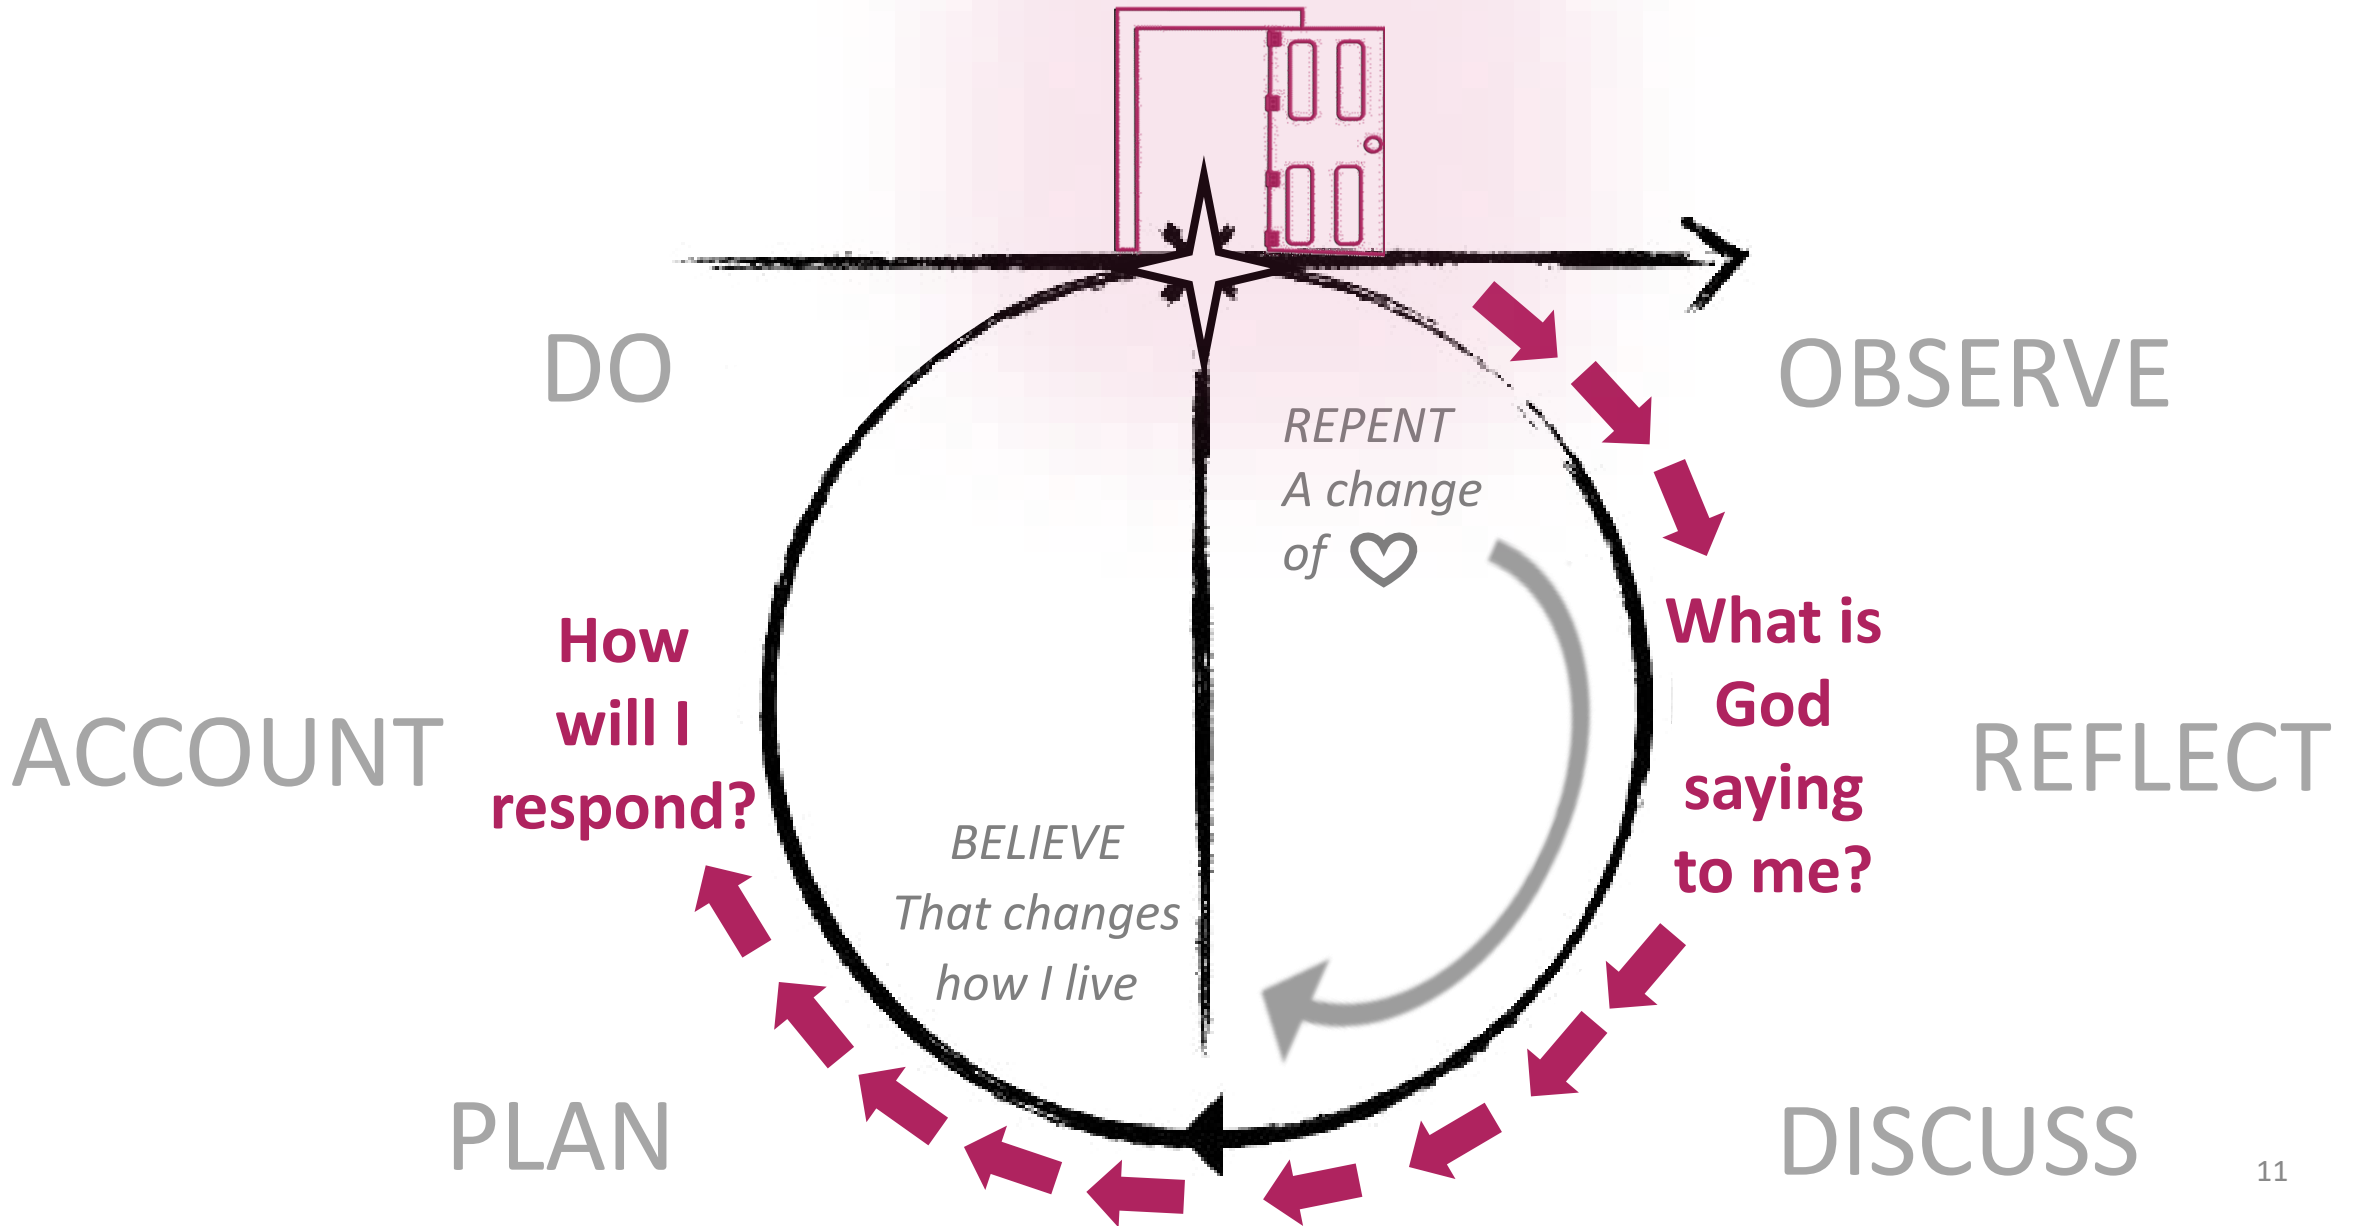 DO
OBSERVE
REPENT
A change
of
What is
God
saying
to me?
REFLECT
DISCUSS
BELIEVE
That changes
how I live
PLAN
How
will I
respond?
ACCOUNT
11